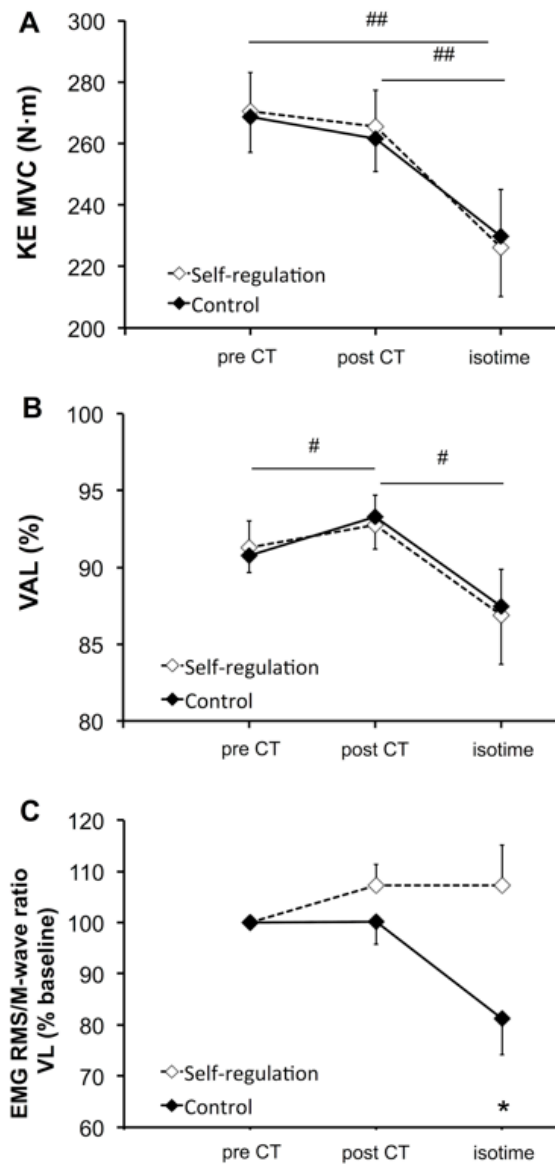 A
KE MVC (N·m)
300
280
260
240
220
200
##
##
Self-regulation
Control
pre CT
post CT
isotime
B
VAL (%)
100
95
90
85
80
#
#
Self-regulation
Control
pre CT
post CT
isotime
C
EMG RMS/M-wave ratio
VL (% baseline)
120
110
100
90
80
70
60
Self-regulation
Control
*
pre CT
post CT
isotime